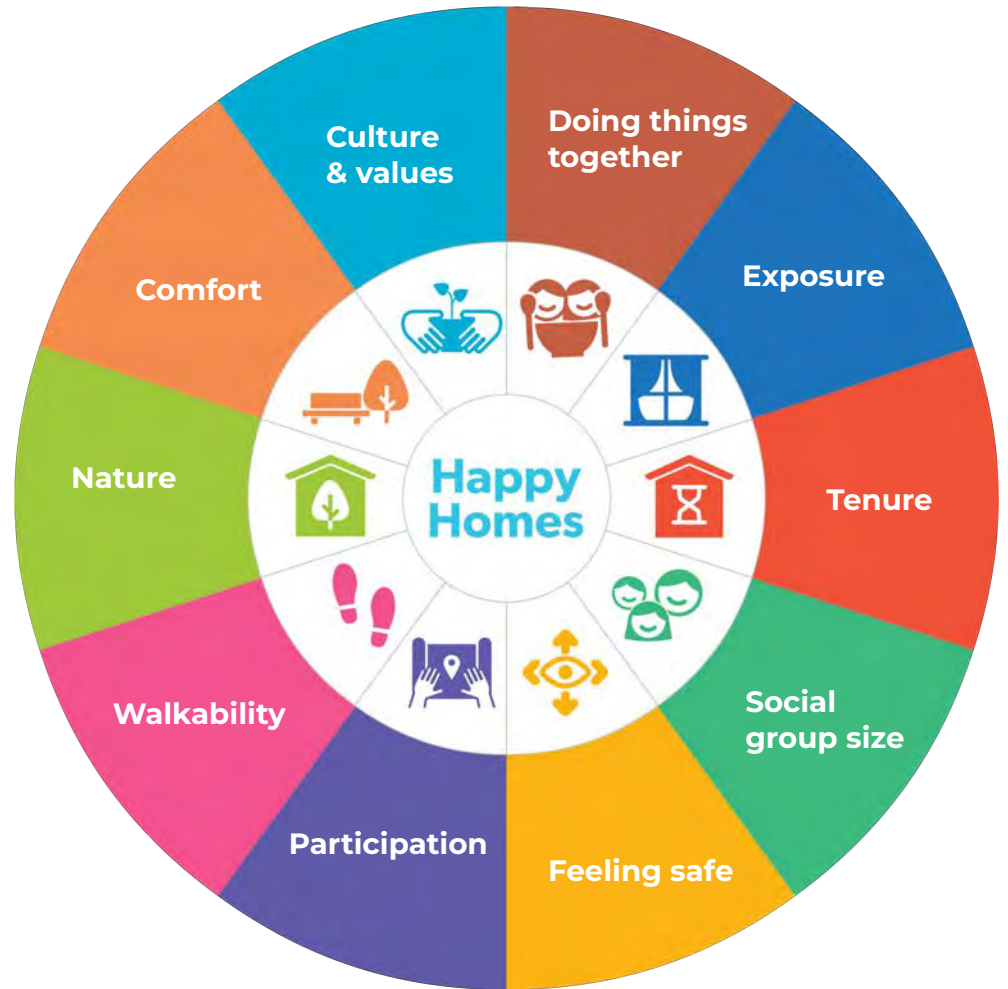 Doing things
together
Exposure
Tenure
Social
group size
Feeling safe
Participation
Walkability
Nature
Comfort
Culture
& values
Happy
Homes